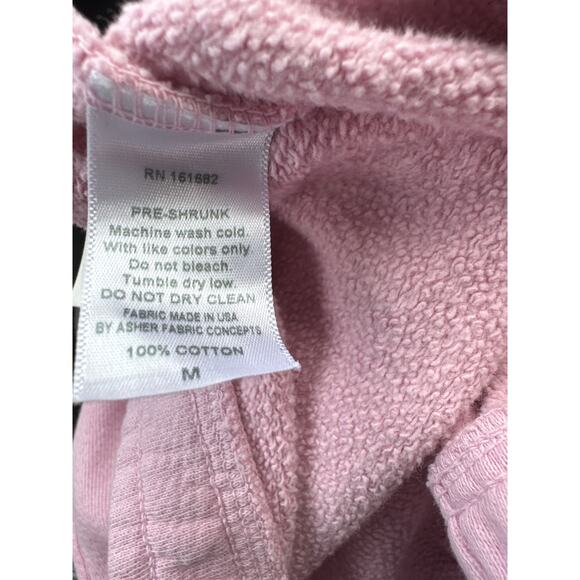 RN 161682
PRE-SHRUNK
Machine wash cold.
With like colors only
Do not bleach.
Tumble dry low.
DO NOT DRY CLEAN
FABRIC MADE IN USA
BY ASHER FABRIC CONCEPTS
100% COTTON
M